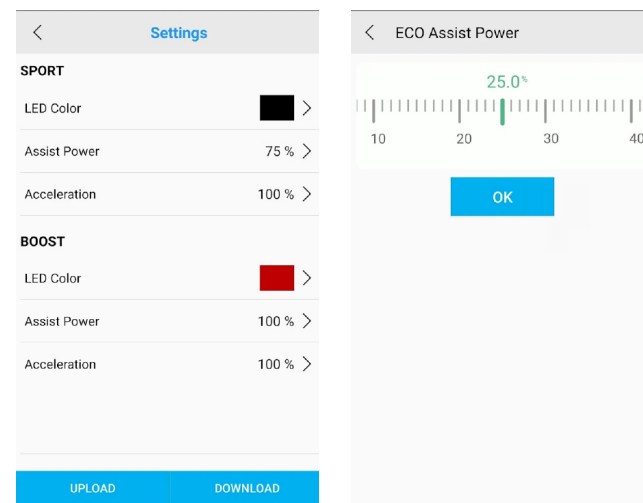 Settings
SPORT
LED Color
Assist Power 75 %
Acceleration 100 %
BOOST
LED Color
Assist Power 100 %
Acceleration 100 %
UPLOAD DOWNLOAD
ECO Assist Power
25.0%
10 20 30 40
OK